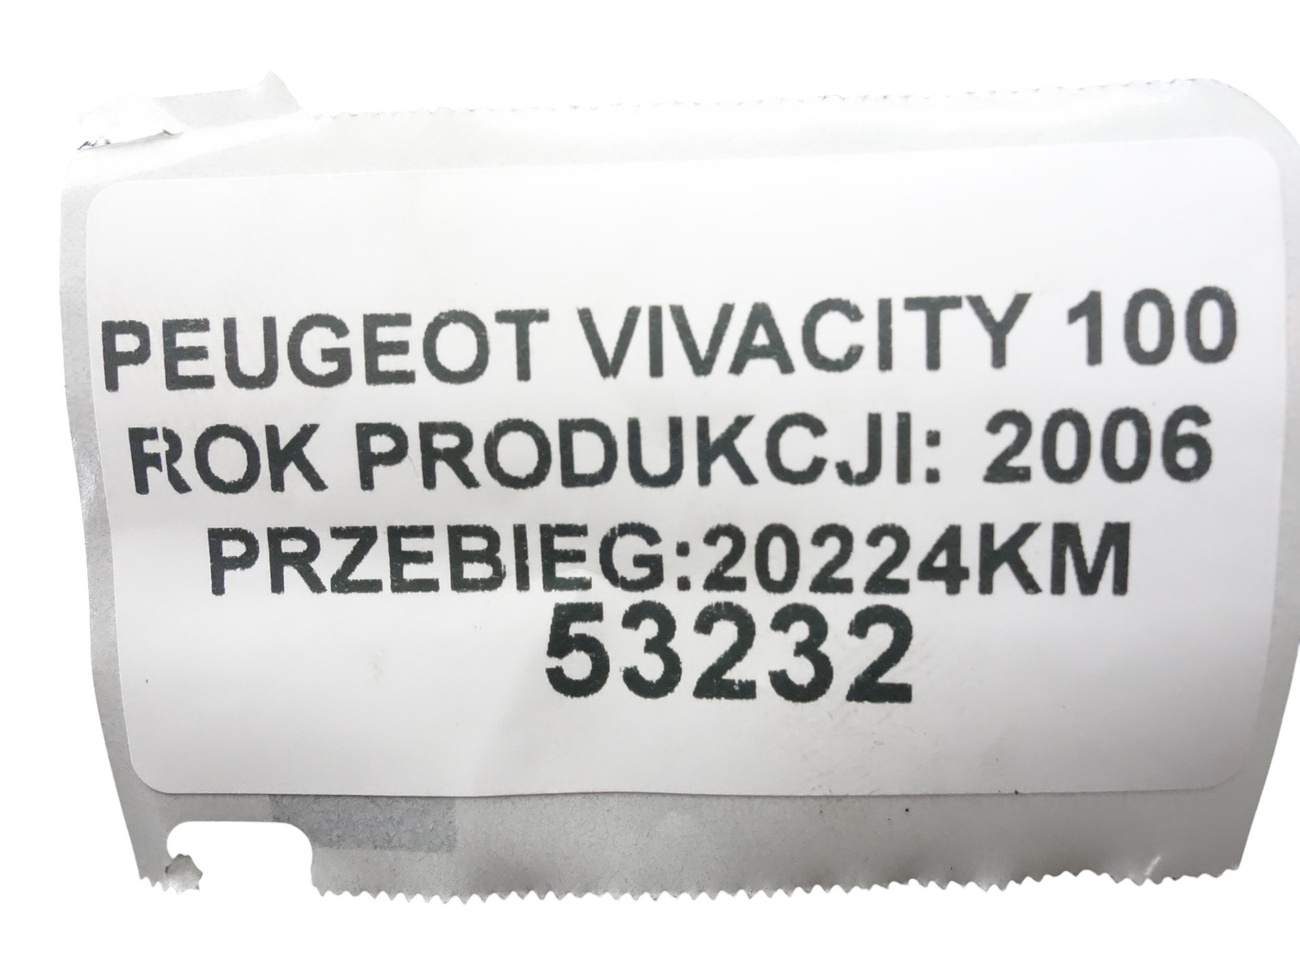 PEUGEOT VIVACITY 100
ROK PRODUKCJI: 2006
PRZEBIEG:20224KM
53232